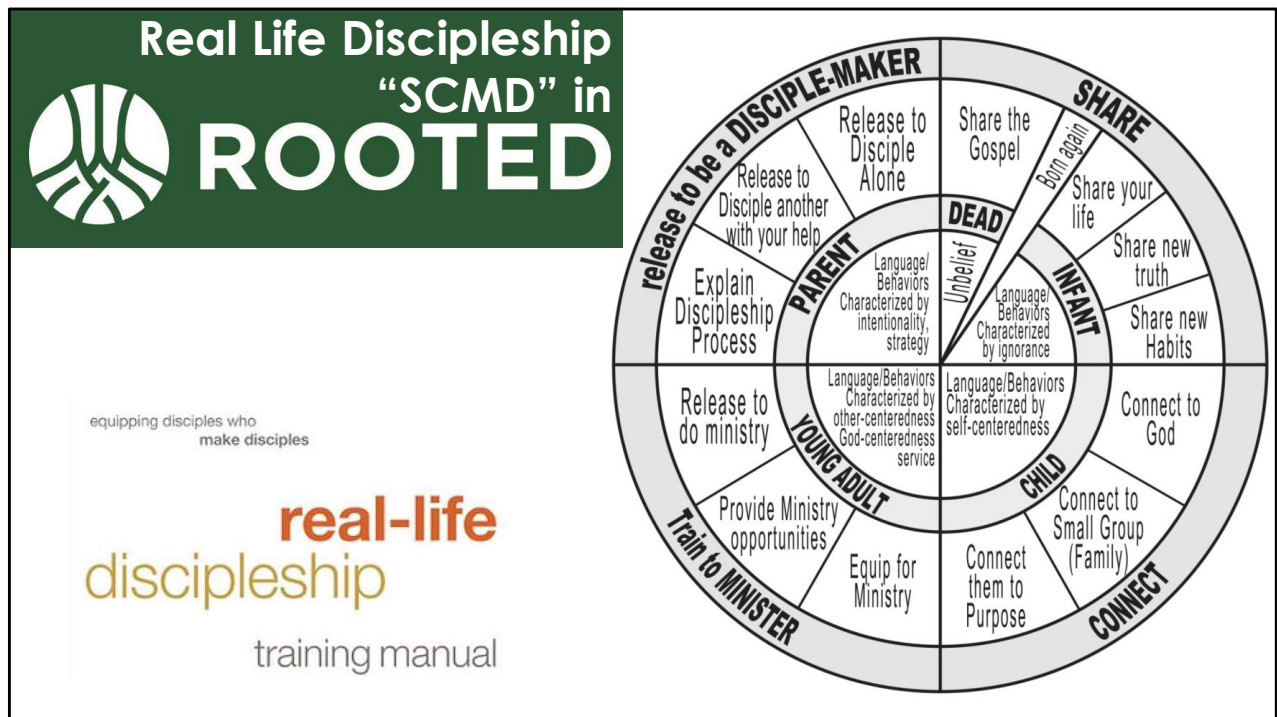 Real Life Discipleship
“SCMD” in
ROOTED
equipping disciples who
make disciples
real-life
discipleship
training manual
release to be a DISCIPLE-MAKER
SHARE
CONNECT
Train to MINISTER
Release to
Disciple
Alone
Release to
Disciple another
with your help
Explain
Discipleship
Process
Share the
Gospel
Born again
Share your
life
Share new
truth
Share new
Habits
Connect to
God
Connect to
Small Group
(Family)
Connect
them to
Purpose
Equip for
Ministry
Provide Ministry
opportunities
Release to
do ministry
PARENT
DEAD
INFANT
CHILD
YOUNG ADULT
Language/
Behaviors
Characterized by
intentionality,
strategy
Unbelief
Language/
Behaviors
Characterized
by ignorance
Language/Behaviors
Characterized by
self-centeredness
Language/Behaviors
Characterized by
other-centeredness
God-centeredness
service